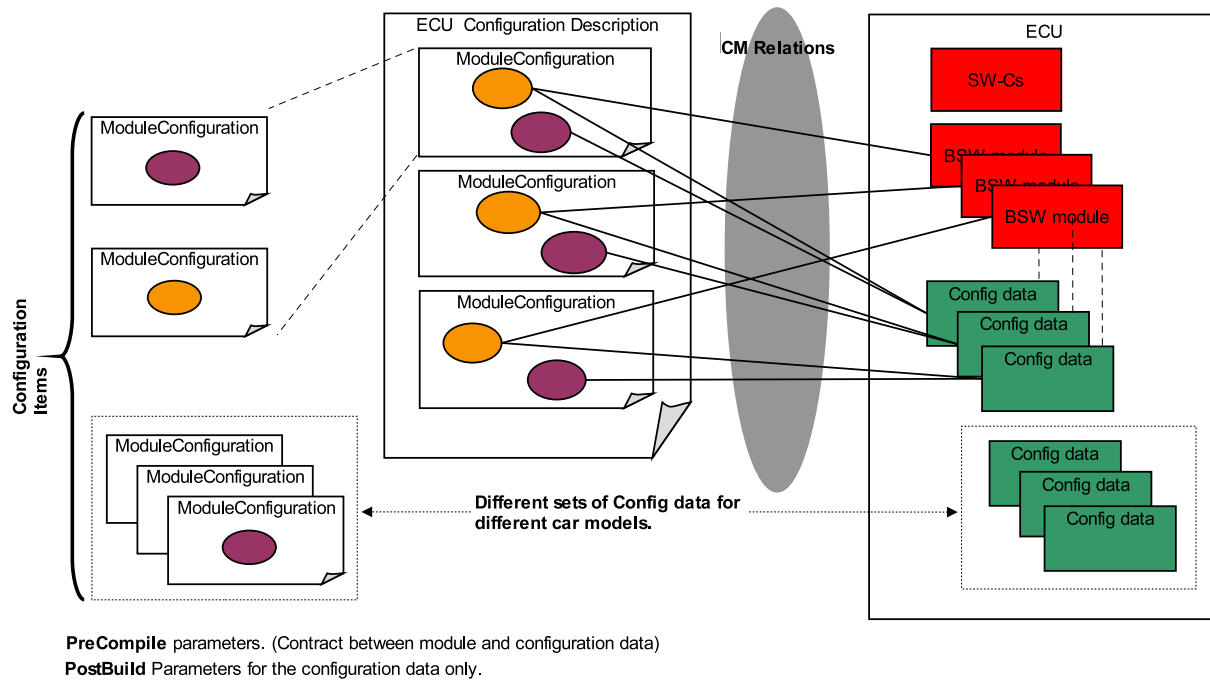 ECU Configuration Description
ECU
CM Relations
ModuleConfiguration
SW-Cs
ModuleConfiguration
BSW module
BSW module
BSW module
ModuleConfiguration
ModuleConfiguration
Config data
Config data
Config data
ModuleConfiguration
Configuration
Items
ModuleConfiguration
ModuleConfiguration
ModuleConfiguration
Config data
Config data
Config data
Different sets of Config data for
different car models.
PreCompile parameters. (Contract between module and configuration data)
PostBuild Parameters for the configuration data only.